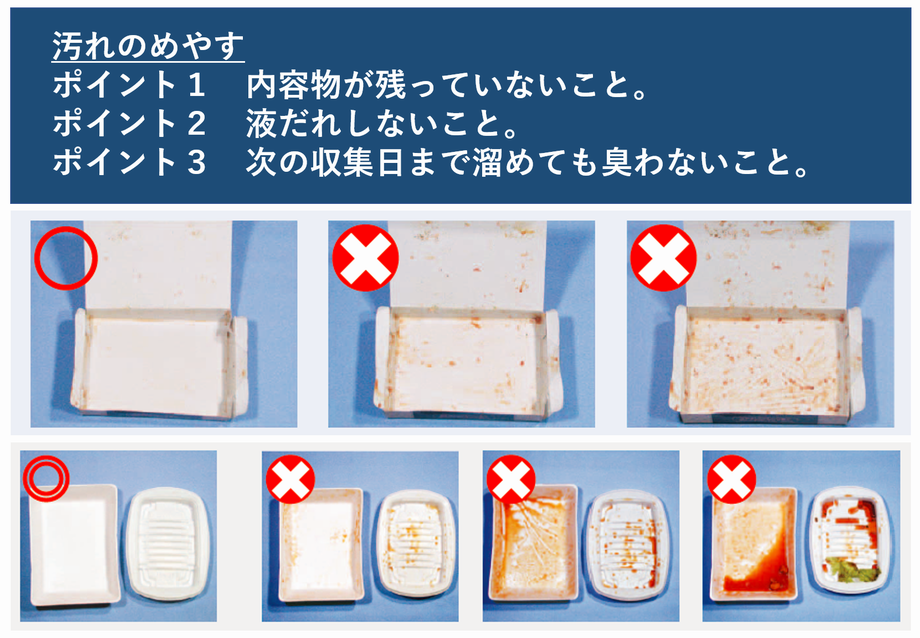 汚れのめやす
ポイント１　内容物が残っていないこと。
ポイント２　液だれしないこと。
ポイント３　次の収集日まで溜めても臭わないこと。